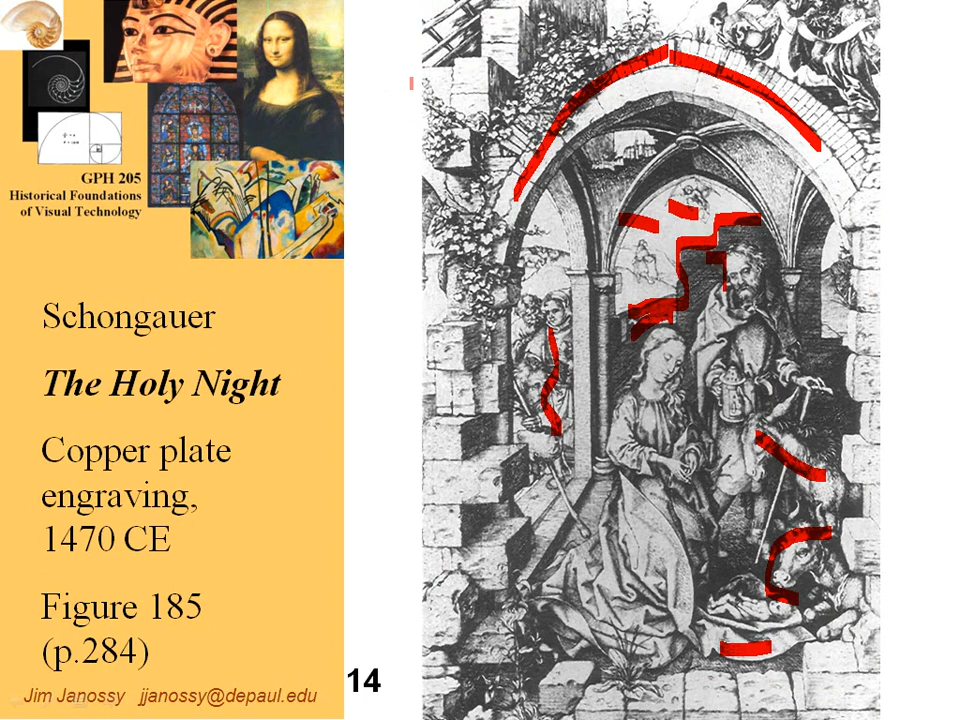 GPH 205
Historical Foundations
of Visual Technology
Schongauer
The Holy Night
Copper plate
engraving,
1470 CE
Figure 185
(p.284)
Jim Janossy jjanossy@depaul.edu
14